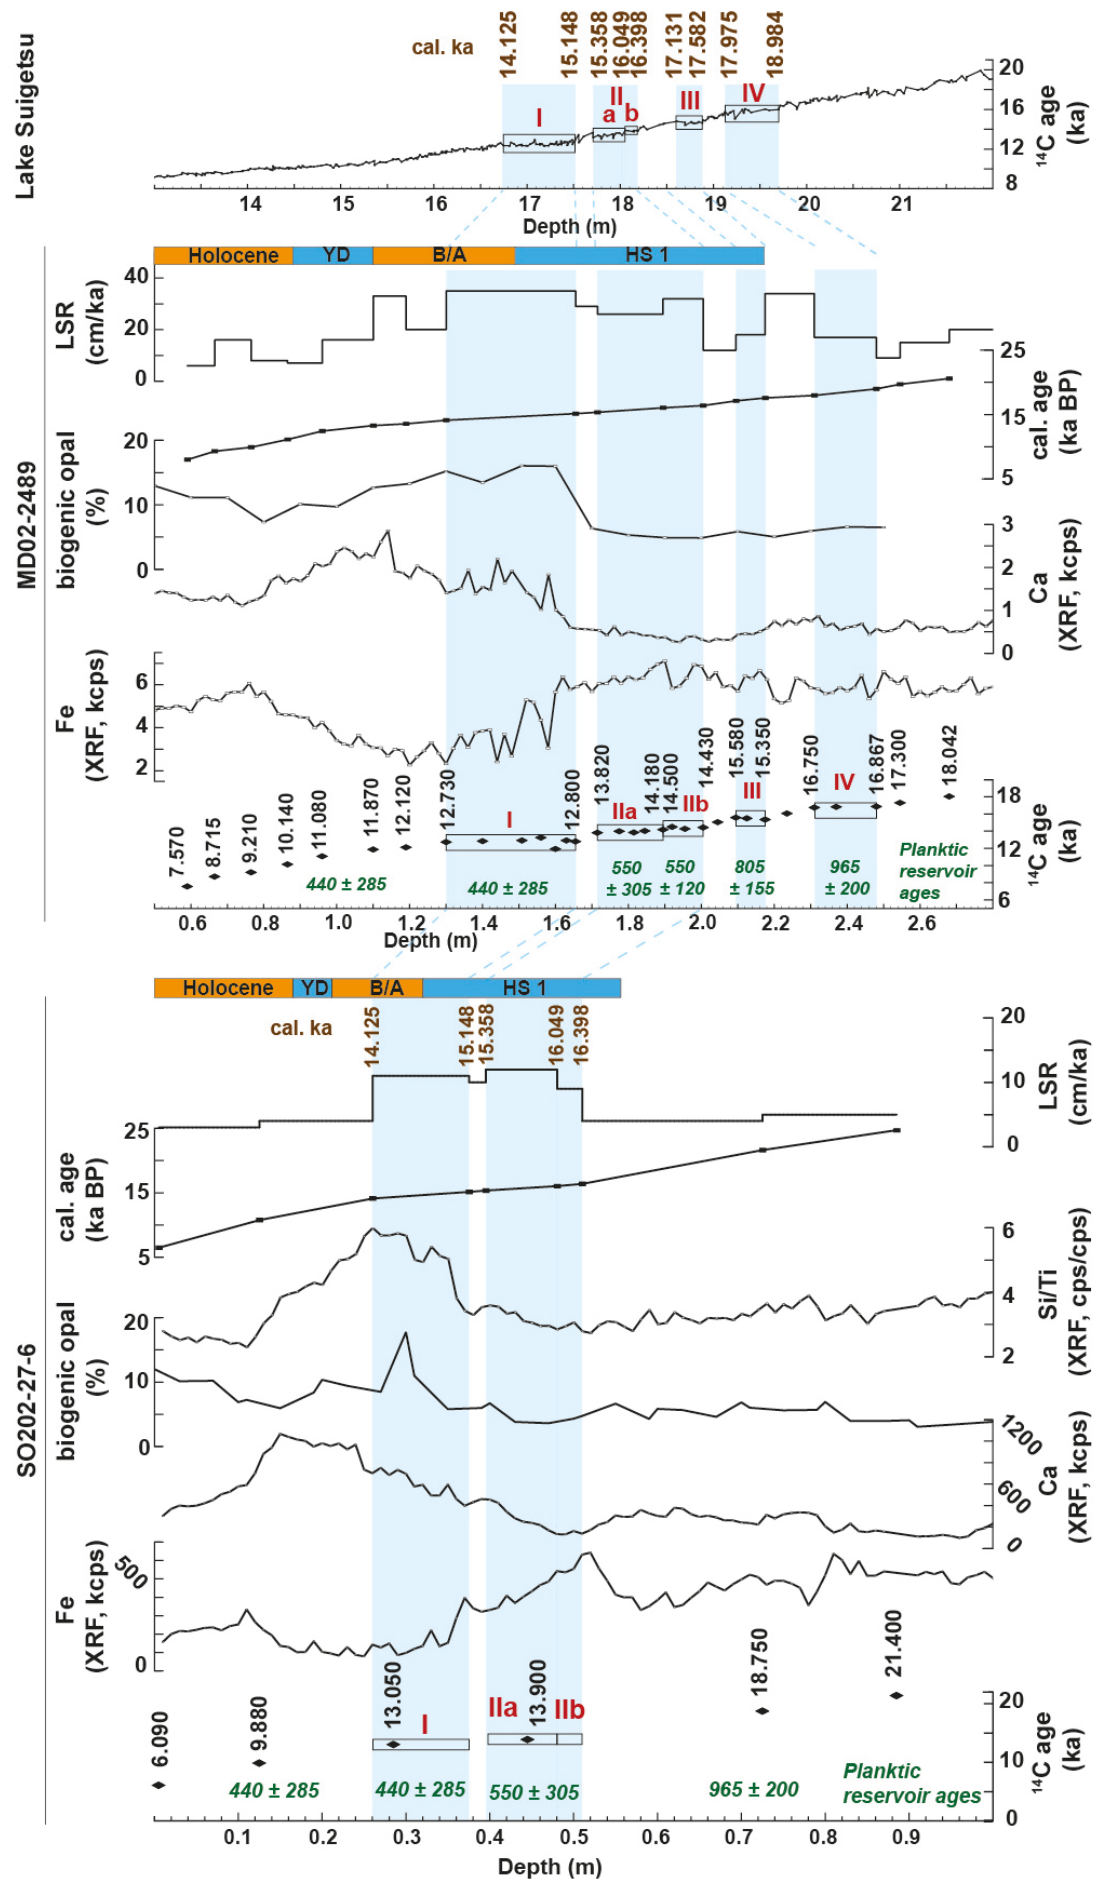 Lake Suigetsu
cal. ka
14.125
15.148
15.358
16.049
16.398
17.131
17.582
17.975
18.984
I
II
a b
III
IV
20
16
12
8
14C age
(ka)
14 15 16 17 18 19 20 21
Depth (m)
MD02-2489
Holocene YD B/A HS 1
LSR
(cm/ka)
40
20
0
25
15
5
cal. age
(ka BP)
biogenic opal
(%)
20
10
0
3
2
1
0
Ca
(XRF, kcps)
Fe
(XRF, kcps)
6
4
2
7.570
8.715
9.210
10.140
11.080
11.870
12.120
12.730
12.800
13.820
14.180
14.500
14.430
15.580
15.350
16.750
16.867
17.300
18.042
I
IIa
IIb
III
IV
18
12
6
14C age
(ka)
440 ± 285
440 ± 285
550
± 305
550
± 120
805
± 155
965
± 200
Planktic
reservoir
ages
0.6 0.8 1.0 1.2 1.4 1.6 1.8 2.0 2.2 2.4 2.6
Depth (m)
SO202-27-6
Holocene YD B/A HS 1
cal. ka
14.125
15.148
15.358
16.049
16.398
20
10
0
LSR
(cm/ka)
cal. age
(ka BP)
25
15
5
6
4
2
Si/Ti
(XRF, cps/cps)
biogenic opal
(%)
20
10
0
1200
600
0
Ca
(XRF, kcps)
Fe
(XRF, kcps)
500
0
6.090
9.880
13.050
13.900
18.750
21.400
I
IIa
IIb
20
10
0
14C age
(ka)
440 ± 285
440 ± 285
550 ± 305
965 ± 200
Planktic
reservoir ages
0.1 0.2 0.3 0.4 0.5 0.6 0.7 0.8 0.9
Depth (m)